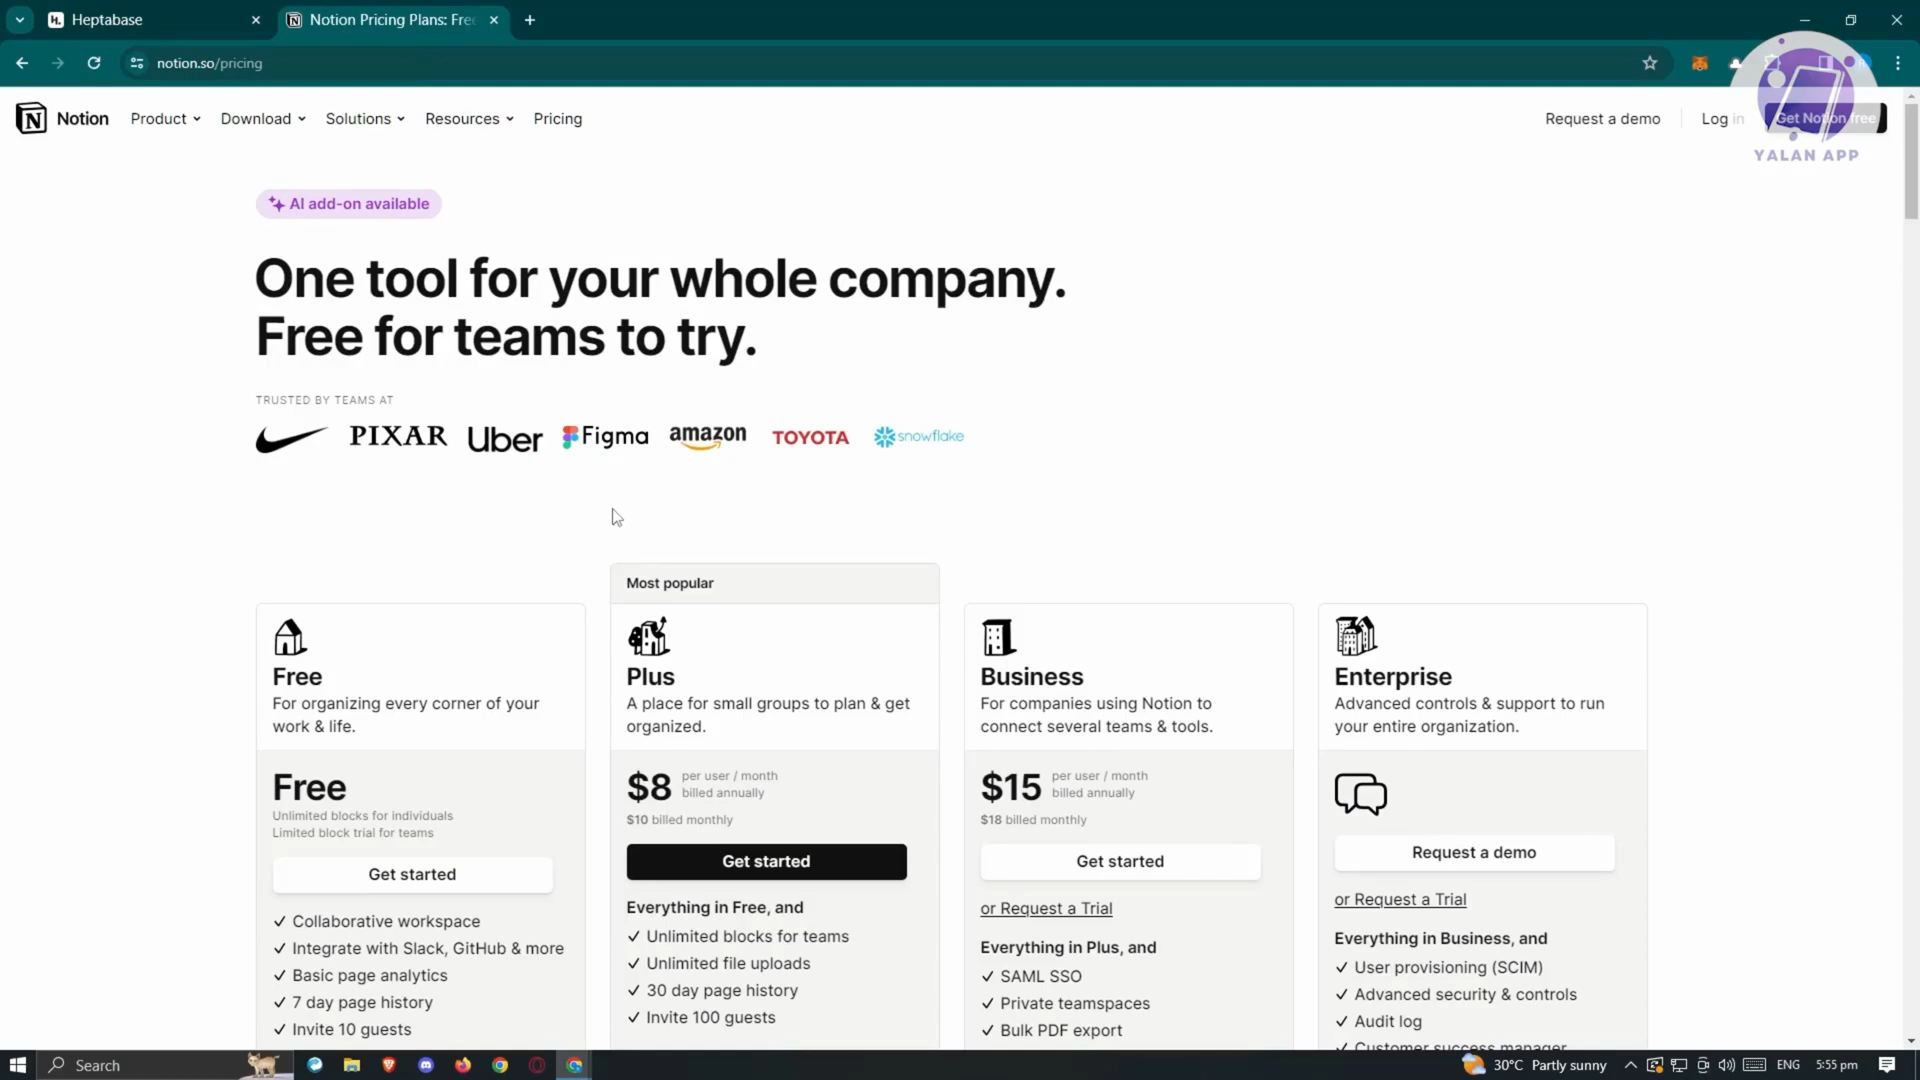 Heptabase
Notion Pricing Plans: Fre
notion.so/pricing
Notion
Product
Download
Solutions
Resources
Pricing
Request a demo
Log in
Get Notion free
YALAN APP
AI add-on available
One tool for your whole company.
Free for teams to try.
TRUSTED BY TEAMS AT
PIXAR
Uber
Figma
amazon
TOYOTA
snowflake
Most popular
Free
For organizing every corner of your
work & life.
Free
Unlimited blocks for individuals
Limited block trial for teams
Get started
Collaborative workspace
Integrate with Slack, GitHub & more
Basic page analytics
7 day page history
Invite 10 guests
Plus
A place for small groups to plan & get
organized.
$8 per user / month
billed annually
$10 billed monthly
Get started
Everything in Free, and
Unlimited blocks for teams
Unlimited file uploads
30 day page history
Invite 100 guests
Business
For companies using Notion to
connect several teams & tools.
$15 per user / month
billed annually
$18 billed monthly
Get started
or Request a Trial
Everything in Plus, and
SAML SSO
Private teamspaces
Bulk PDF export
Enterprise
Advanced controls & support to run
your entire organization.
Request a demo
or Request a Trial
Everything in Business, and
User provisioning (SCIM)
Advanced security & controls
Audit log
Customer success manager
Search
30°C Partly sunny
ENG
5:55 pm